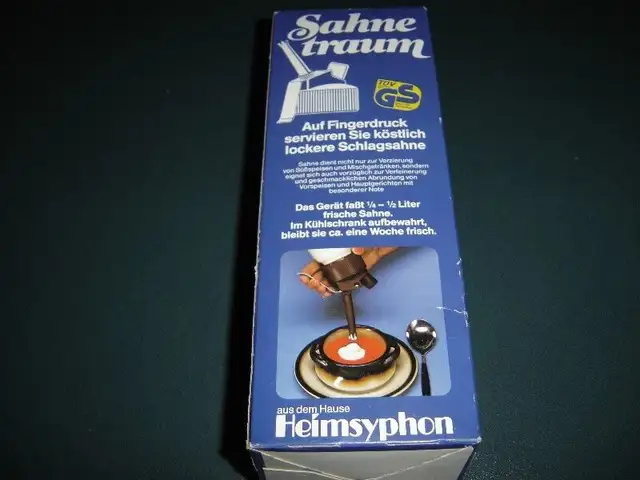 Sahne
traum
TÜV
GS
Auf Fingerdruck
servieren Sie köstlich
lockere Schlagsahne
Sahne dient nicht nur zur Verzierung
von Süßspeisen und Mischgetränken, sondern
eignet sich auch vorzüglich zur Verfeinerung
und geschmacklichen Abrundung von
Vorspeisen und Hauptgerichten mit
besonderer Note
Das Gerät faßt ¼ – ½ Liter
frische Sahne.
Im Kühlschrank aufbewahrt,
bleibt sie ca. eine Woche frisch.
aus dem Hause
Heimsyphon